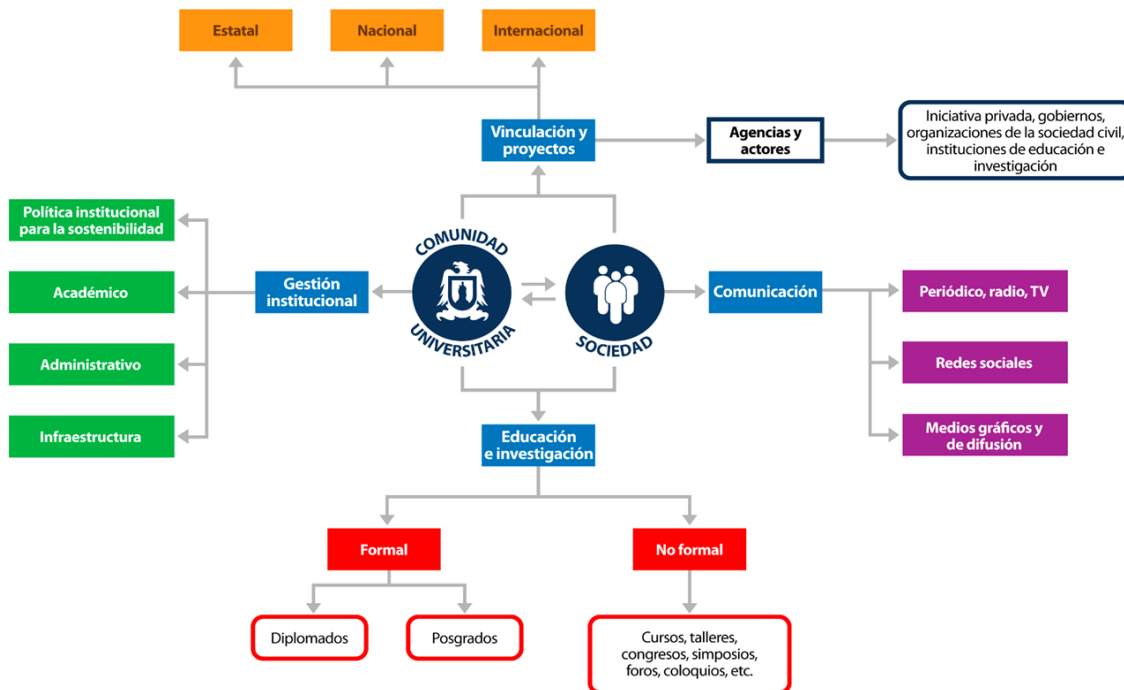 Estatal
Nacional
Internacional
Vinculación y
proyectos
Agencias y
actores
Iniciativa privada, gobiernos,
organizaciones de la sociedad civil,
instituciones de educación e
investigación
Política institucional
para la sostenibilidad
Académico
Administrativo
Infraestructura
Gestión
institucional
COMUNIDAD
UNIVERSITARIA
SOCIEDAD
Comunicación
Periódico, radio, TV
Redes sociales
Medios gráficos y
de difusión
Educación
e investigación
Formal
No formal
Diplomados
Posgrados
Cursos, talleres,
congresos, simposios,
foros, coloquios, etc.